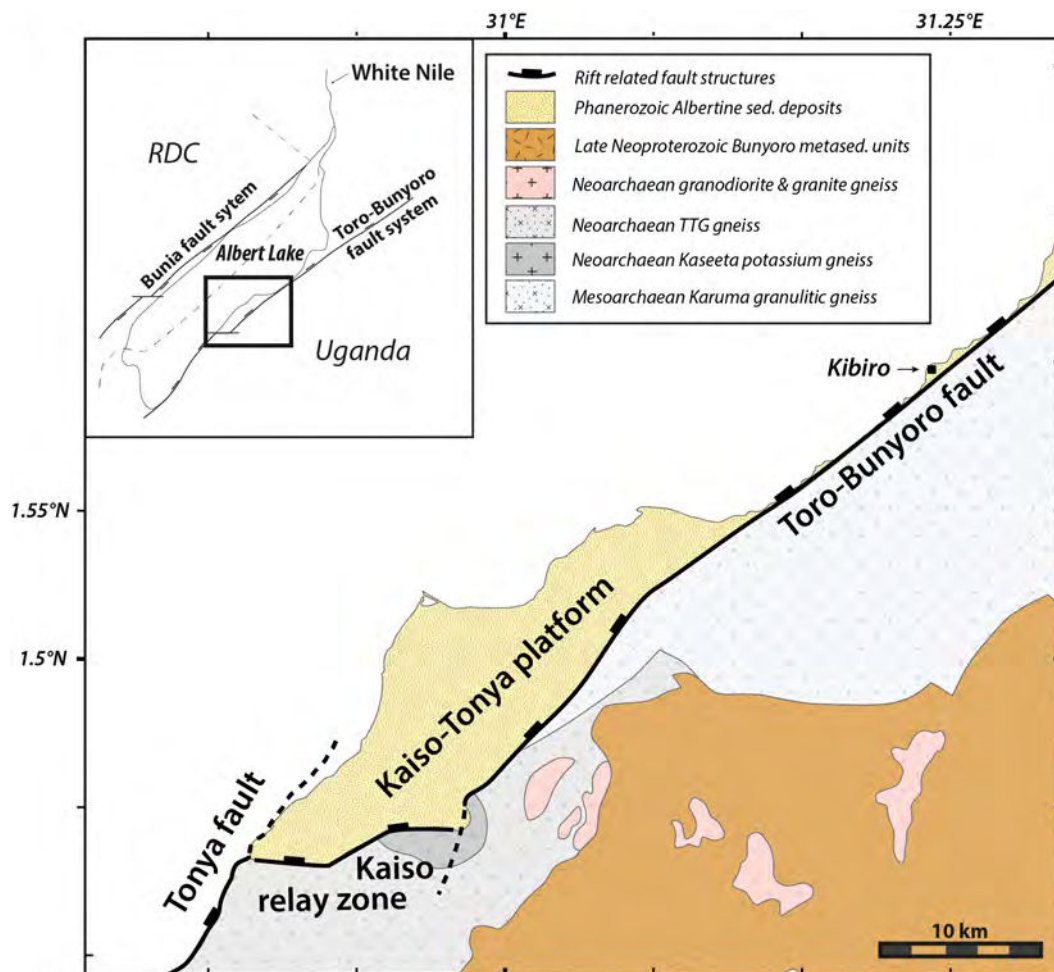 31°E
31.25°E
White Nile
RDC
Bunia fault sytem
Toro-Bunyoro
fault system
Albert Lake
Uganda
Rift related fault structures
Phanerozoic Albertine sed. deposits
Late Neoproterozoic Bunyoro metased. units
Neoarchaean granodiorite & granite gneiss
Neoarchaean TTG gneiss
Neoarchaean Kaseeta potassium gneiss
Mesoarchaean Karuma granulitic gneiss
Kibiro
Toro-Bunyoro fault
1.55°N
1.5°N
Kaiso-Tonya platform
Tonya fault
Kaiso
relay zone
10 km